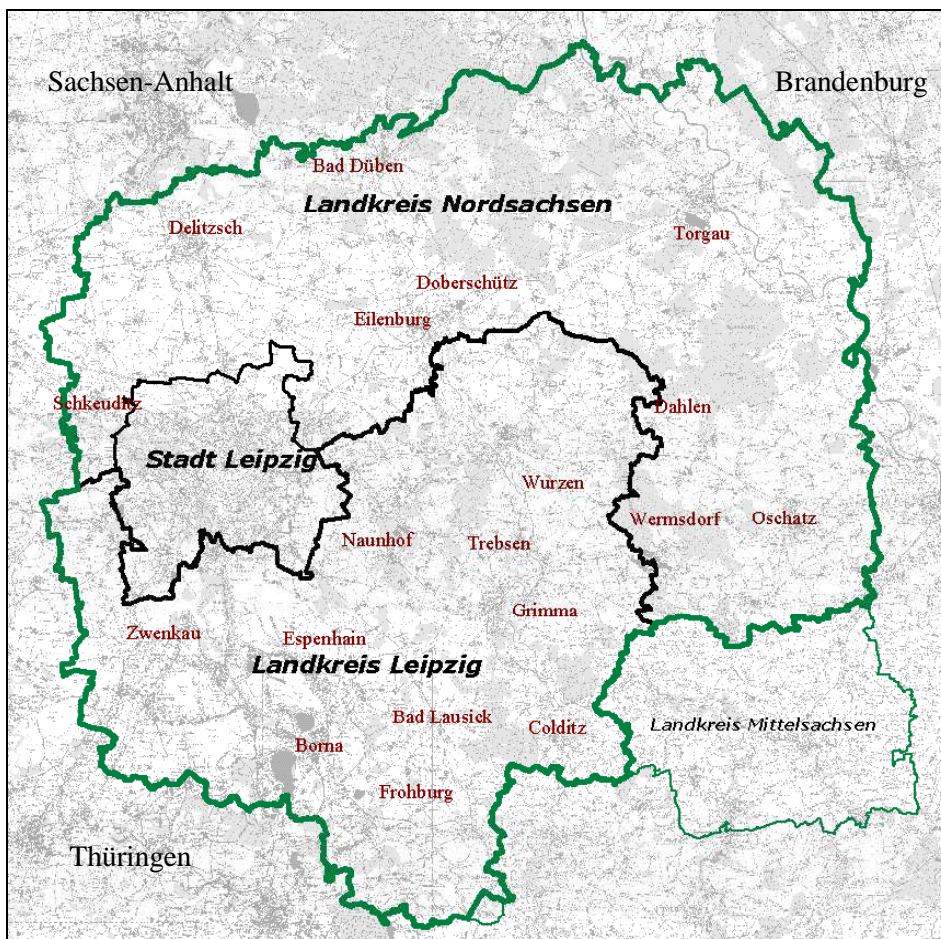 Sachsen-Anhalt
Brandenburg
Bad Düben
Landkreis Nordsachsen
Delitzsch
Torgau
Doberschütz
Eilenburg
Schkeuditz
Dahlen
Stadt Leipzig
Wurzen
Wermsdorf
Oschatz
Naunhof
Trebsen
Grimma
Zwenkau
Espenhain
Landkreis Leipzig
Bad Lausick
Colditz
Landkreis Mittelsachsen
Borna
Frohburg
Thüringen